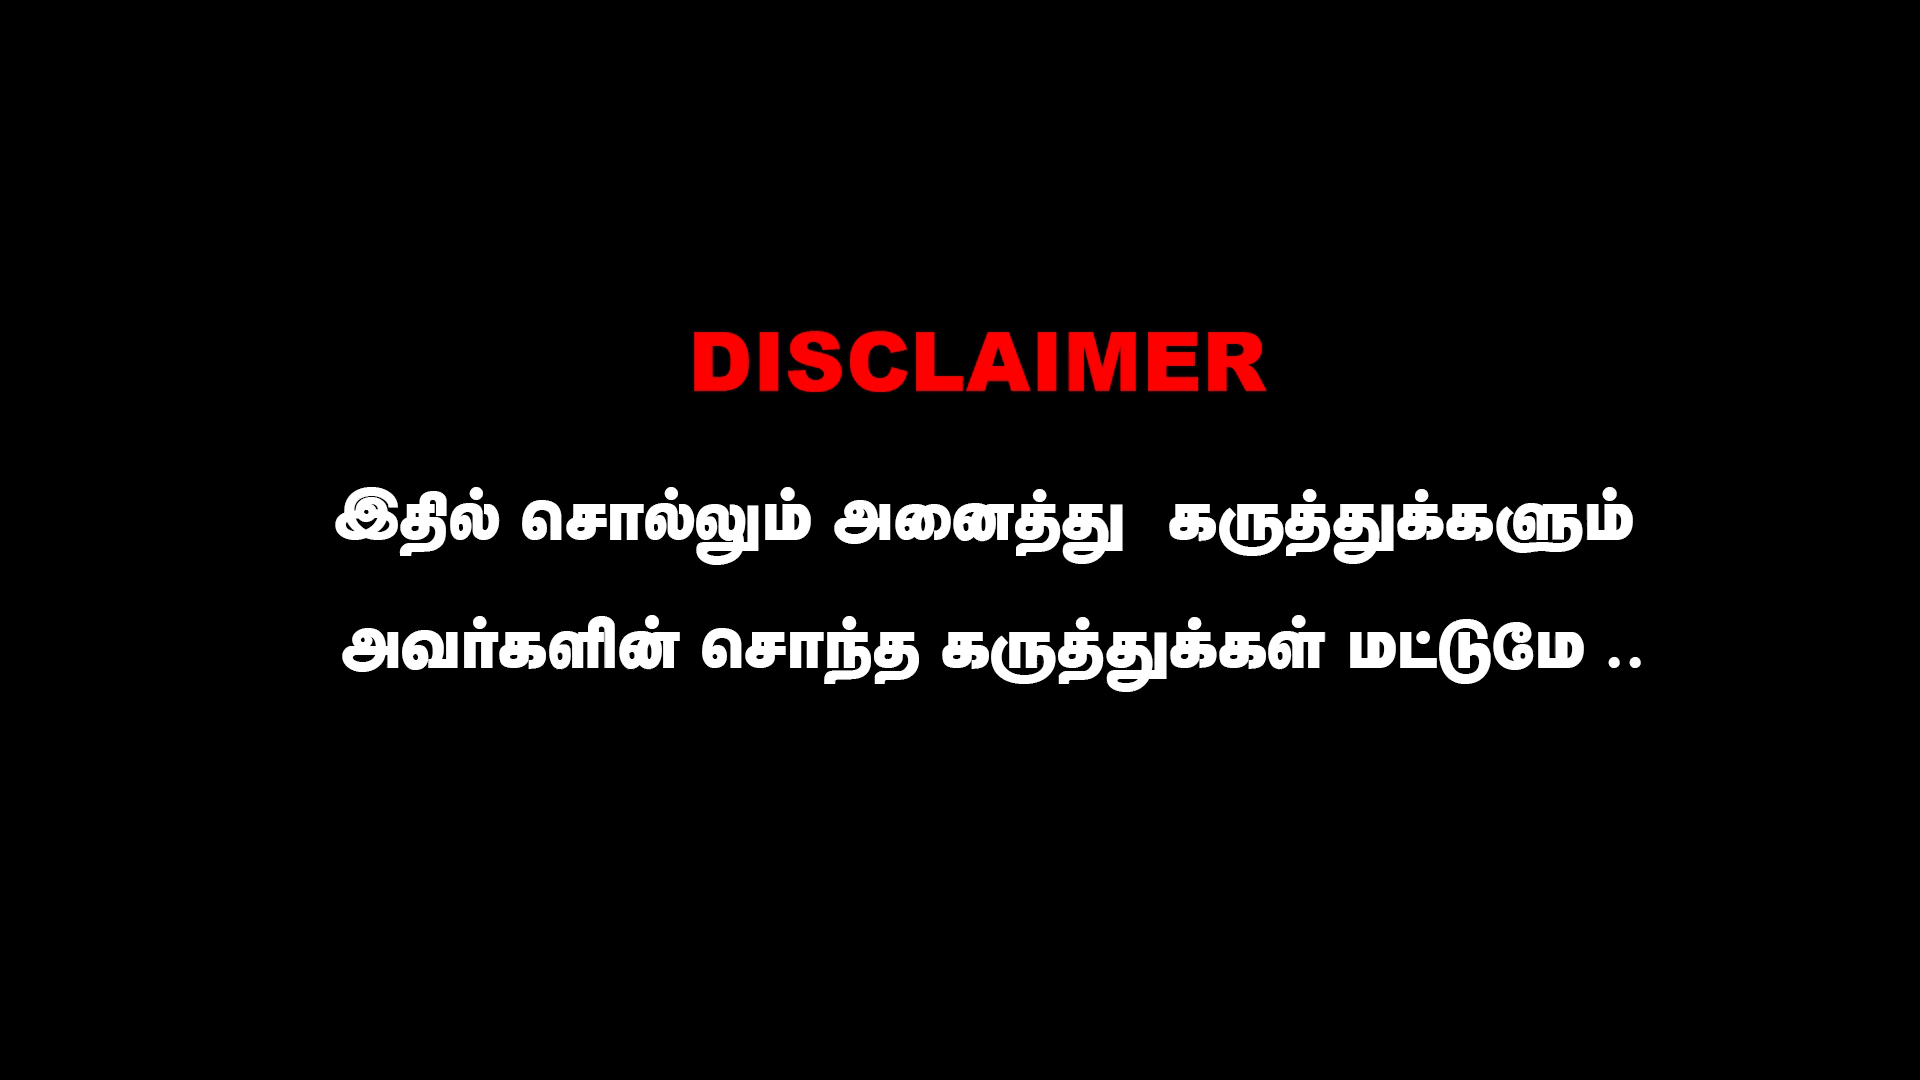 DISCLAIMER
இதில் சொல்லும் அனைத்து கருத்துக்களும்
அவர்களின் சொந்த கருத்துக்கள் மட்டுமே ..